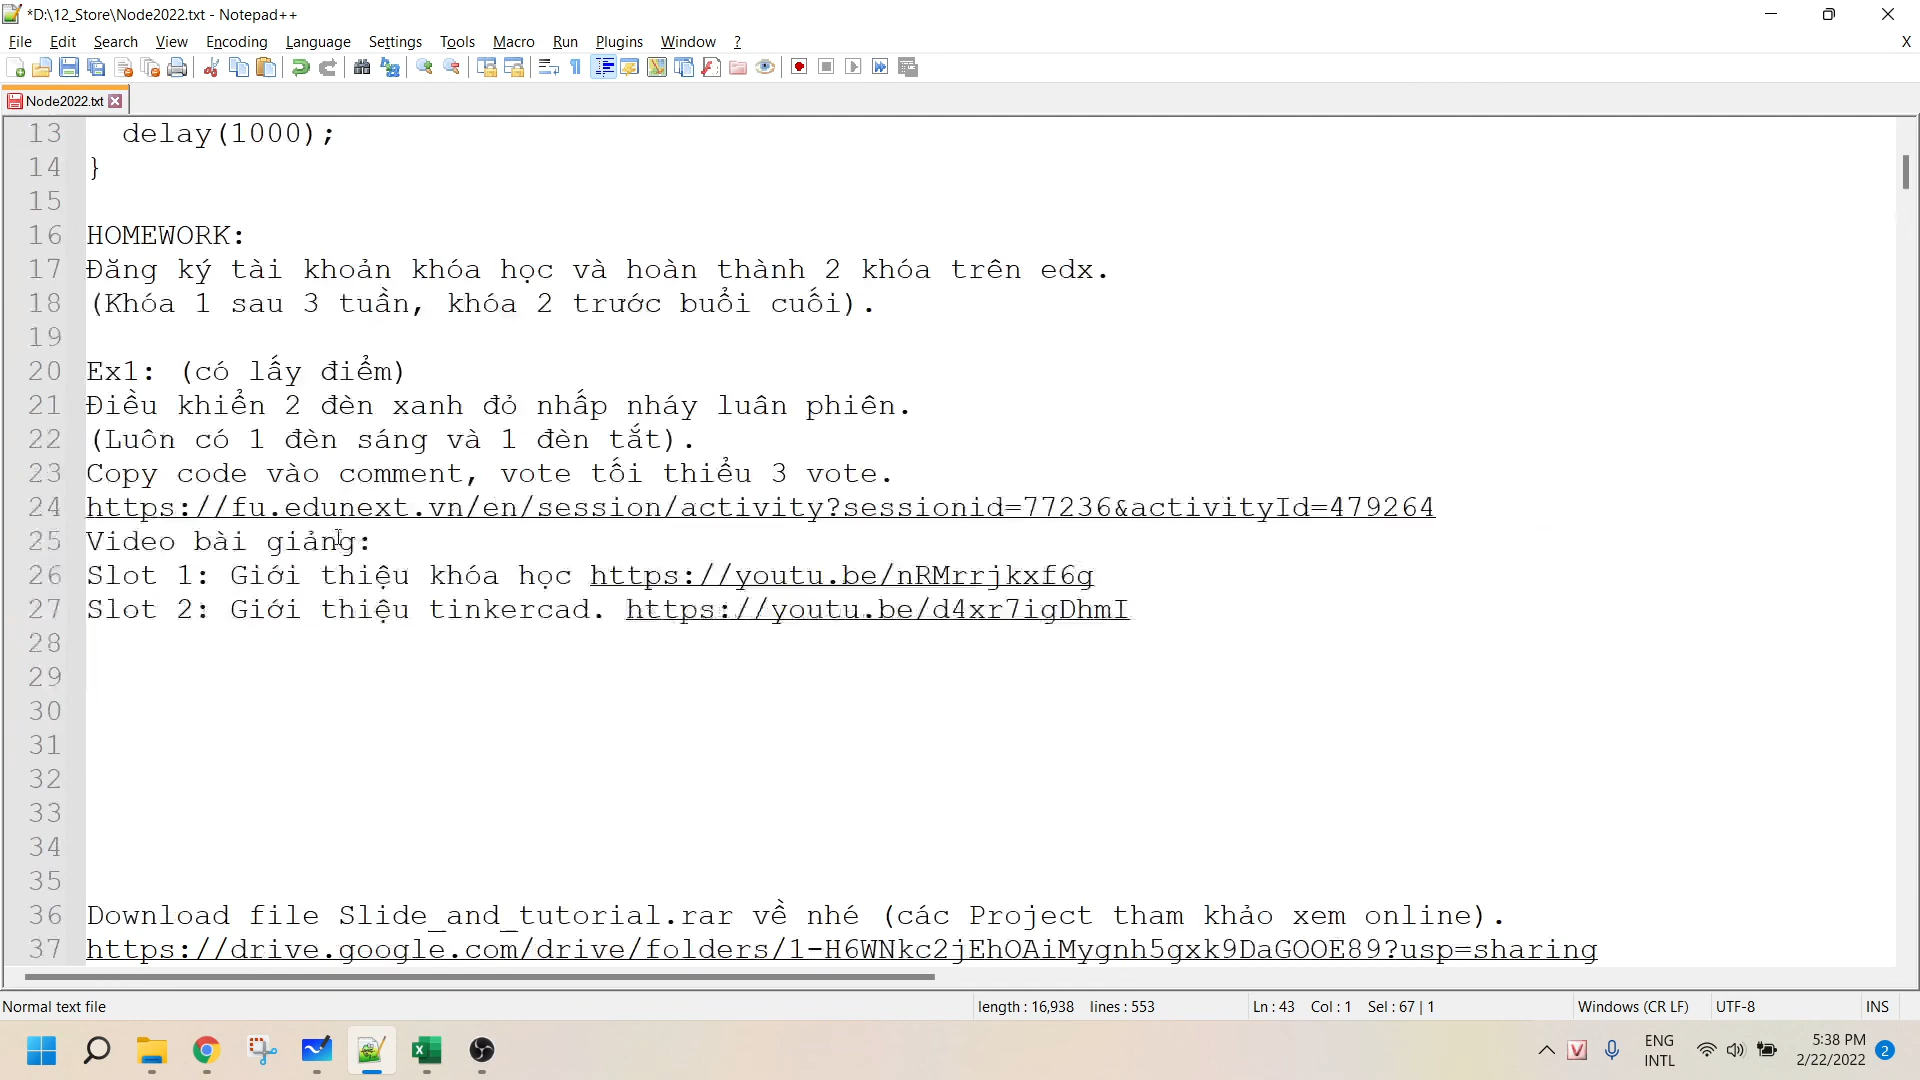 *D:\12_Store\Node2022.txt - Notepad++
File Edit Search View Encoding Language Settings Tools Macro Run Plugins Window ? X
Node2022.txt
13 delay(1000);
14 }
15
16 HOMEWORK:
17 Đăng ký tài khoản khóa học và hoàn thành 2 khóa trên edx.
18 (Khóa 1 sau 3 tuần, khóa 2 trước buổi cuối).
19
20 Ex1: (có lấy điểm)
21 Điều khiển 2 đèn xanh đỏ nhấp nháy luân phiên.
22 (Luôn có 1 đèn sáng và 1 đèn tắt).
23 Copy code vào comment, vote tối thiểu 3 vote.
24 https://fu.edunext.vn/en/session/activity?sessionid=77236&activityId=479264
25 Video bài giảng:
26 Slot 1: Giới thiệu khóa học https://youtu.be/nRMrrjkxf6g
27 Slot 2: Giới thiệu tinkercad. https://youtu.be/d4xr7igDhmI
28
29
30
31
32
33
34
35
36 Download file Slide_and_tutorial.rar về nhé (các Project tham khảo xem online).
37 https://drive.google.com/drive/folders/1-H6WNkc2jEhOAiMygnh5gxk9DaGOOE89?usp=sharing
Normal text file length : 16,938 lines : 553 Ln : 43 Col : 1 Sel : 67 | 1 Windows (CR LF) UTF-8 INS
ENG
INTL
5:38 PM
2/22/2022
2